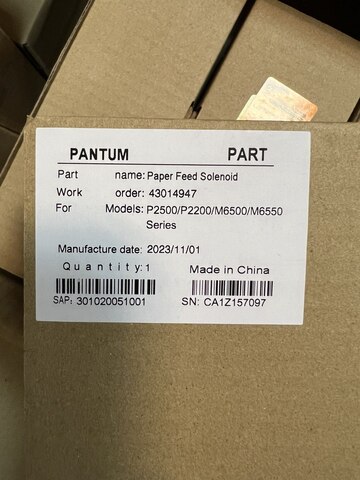 PANTUM PART
Part name: Paper Feed Solenoid
Work order: 43014947
For Models: P2500/P2200/M6500/M6550
Series
Manufacture date: 2023/11/01
Quantity:1 Made in China
SAP: 301020051001 SN: CA1Z157097